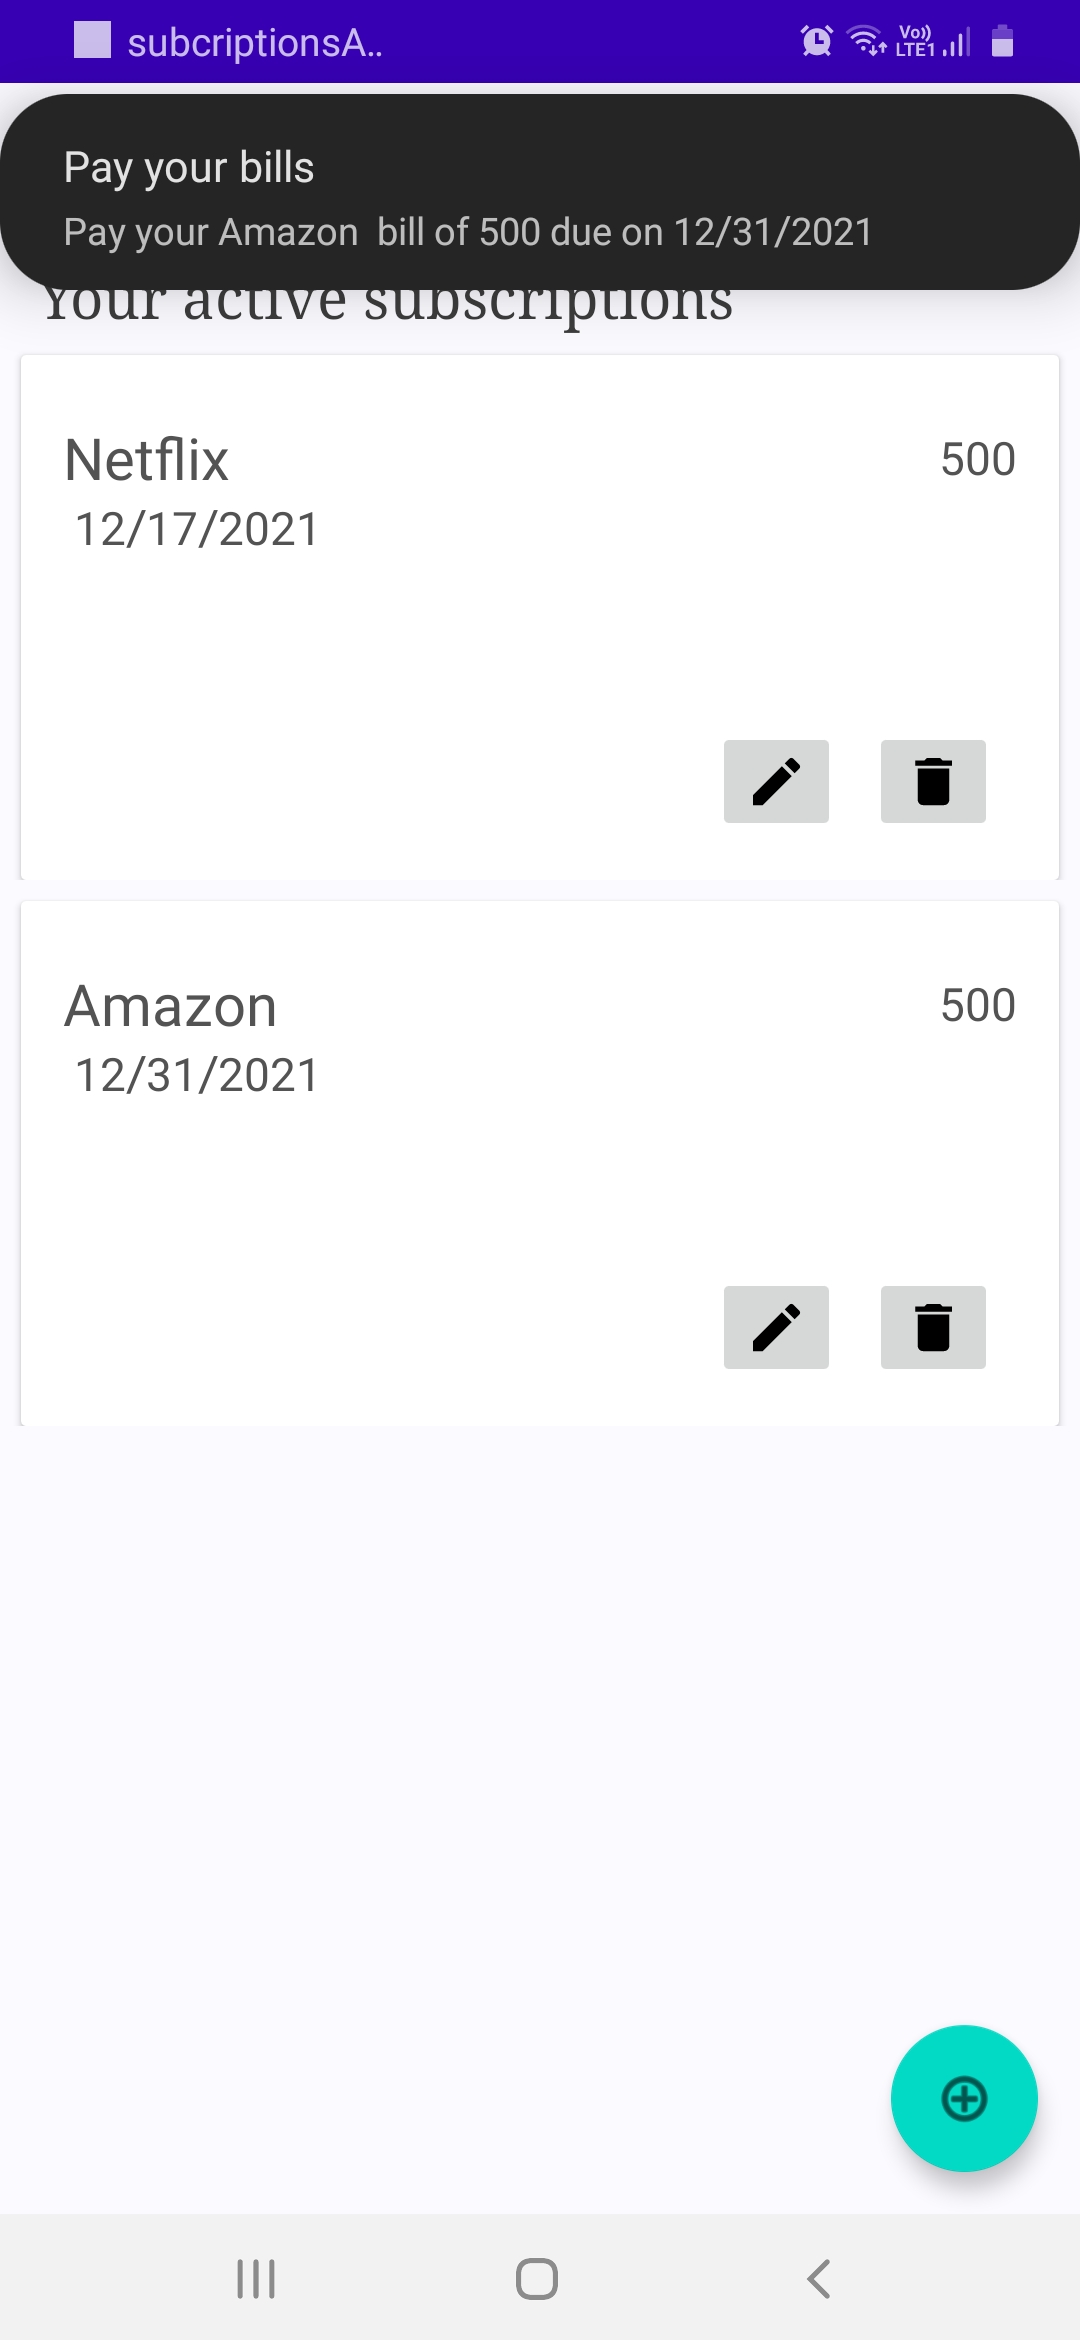 subcriptionsA..
Vo)) LTE1
Pay your bills
Pay your Amazon  bill of 500 due on 12/31/2021
Your active subscriptions
Netflix
500
12/17/2021
Amazon
500
12/31/2021